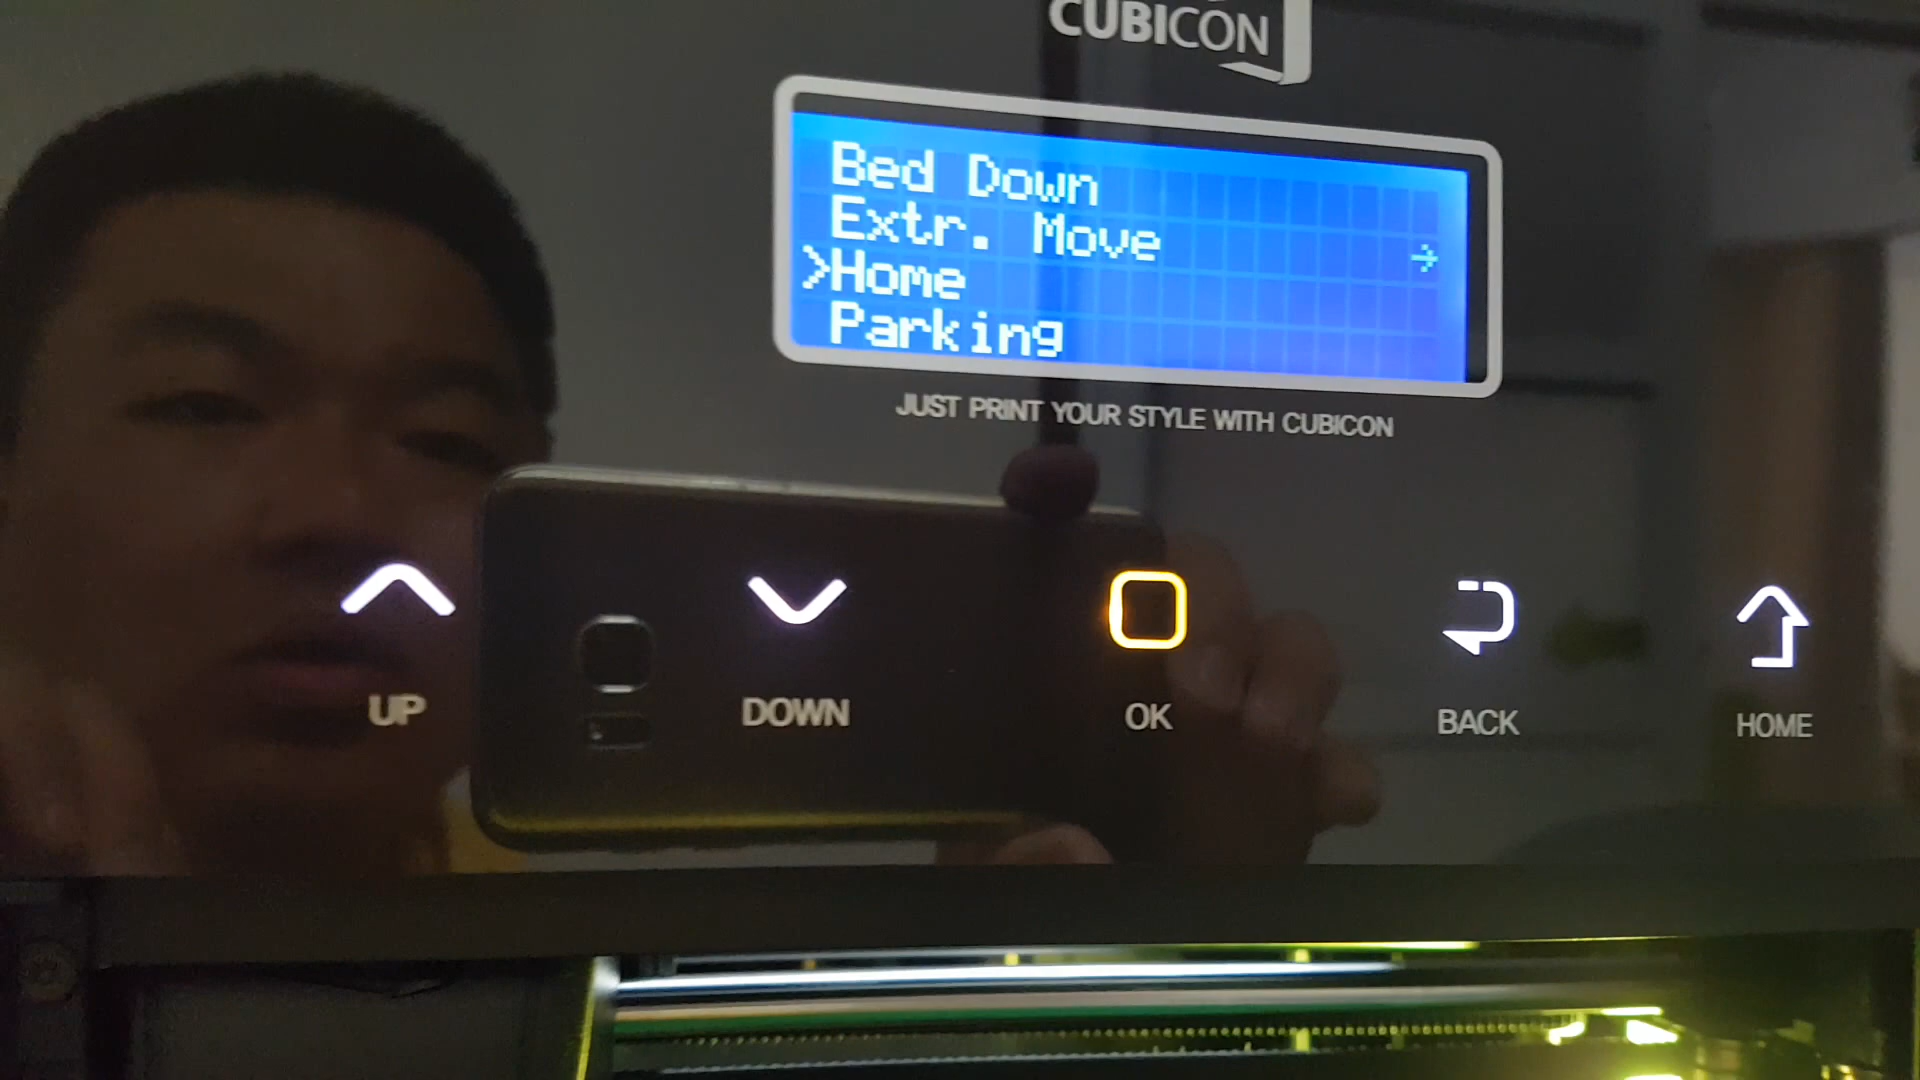 CUBICON
Bed Down
Extr. Move →
>Home
Parking
JUST PRINT YOUR STYLE WITH CUBICON
UP DOWN OK BACK HOME